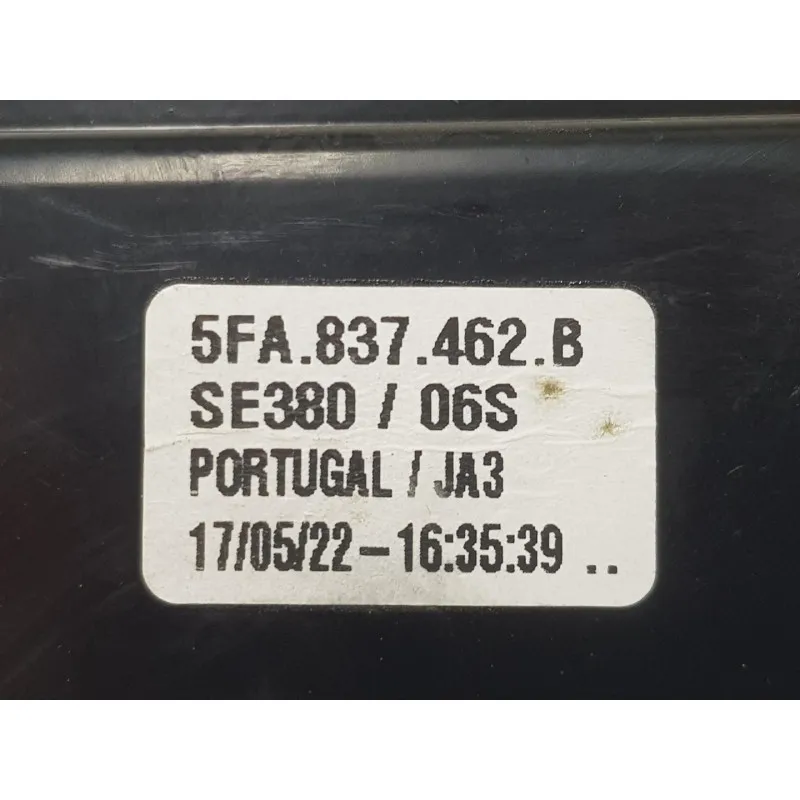 5FA.837.462.B
SE380 / 06S
PORTUGAL / JA3
17/05/22-16:35:39 ..